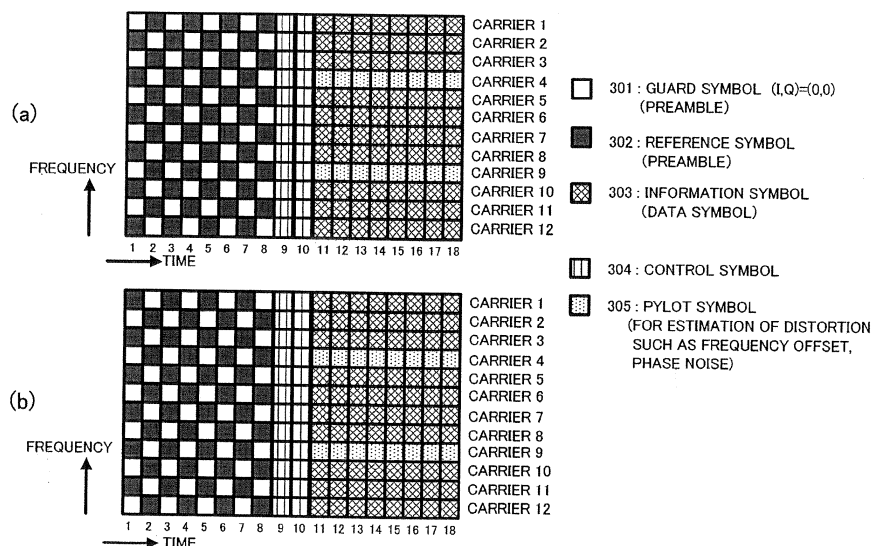 (a)
CARRIER 1
CARRIER 2
CARRIER 3
CARRIER 4
CARRIER 5
CARRIER 6
CARRIER 7
CARRIER 8
CARRIER 9
CARRIER 10
CARRIER 11
CARRIER 12
FREQUENCY
1 2 3 4 5 6 7 8 9 10 11 12 13 14 15 16 17 18
TIME
(b)
CARRIER 1
CARRIER 2
CARRIER 3
CARRIER 4
CARRIER 5
CARRIER 6
CARRIER 7
CARRIER 8
CARRIER 9
CARRIER 10
CARRIER 11
CARRIER 12
FREQUENCY
1 2 3 4 5 6 7 8 9 10 11 12 13 14 15 16 17 18
TIME
301 : GUARD SYMBOL (I,Q)=(0,0)
(PREAMBLE)
302 : REFERENCE SYMBOL
(PREAMBLE)
303 : INFORMATION SYMBOL
(DATA SYMBOL)
304 : CONTROL SYMBOL
305 : PYLOT SYMBOL
(FOR ESTIMATION OF DISTORTION
SUCH AS FREQUENCY OFFSET,
PHASE NOISE)